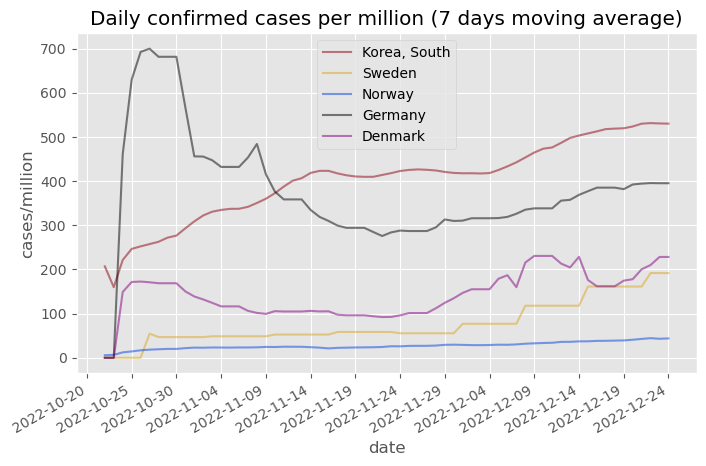 Daily confirmed cases per million (7 days moving average)
Korea, South
Sweden
Norway
Germany
Denmark
cases/million
700
600
500
400
300
200
100
0
2022-10-20
2022-10-25
2022-10-30
2022-11-04
2022-11-09
2022-11-14
2022-11-19
2022-11-24
2022-11-29
2022-12-04
2022-12-09
2022-12-14
2022-12-19
2022-12-24
date